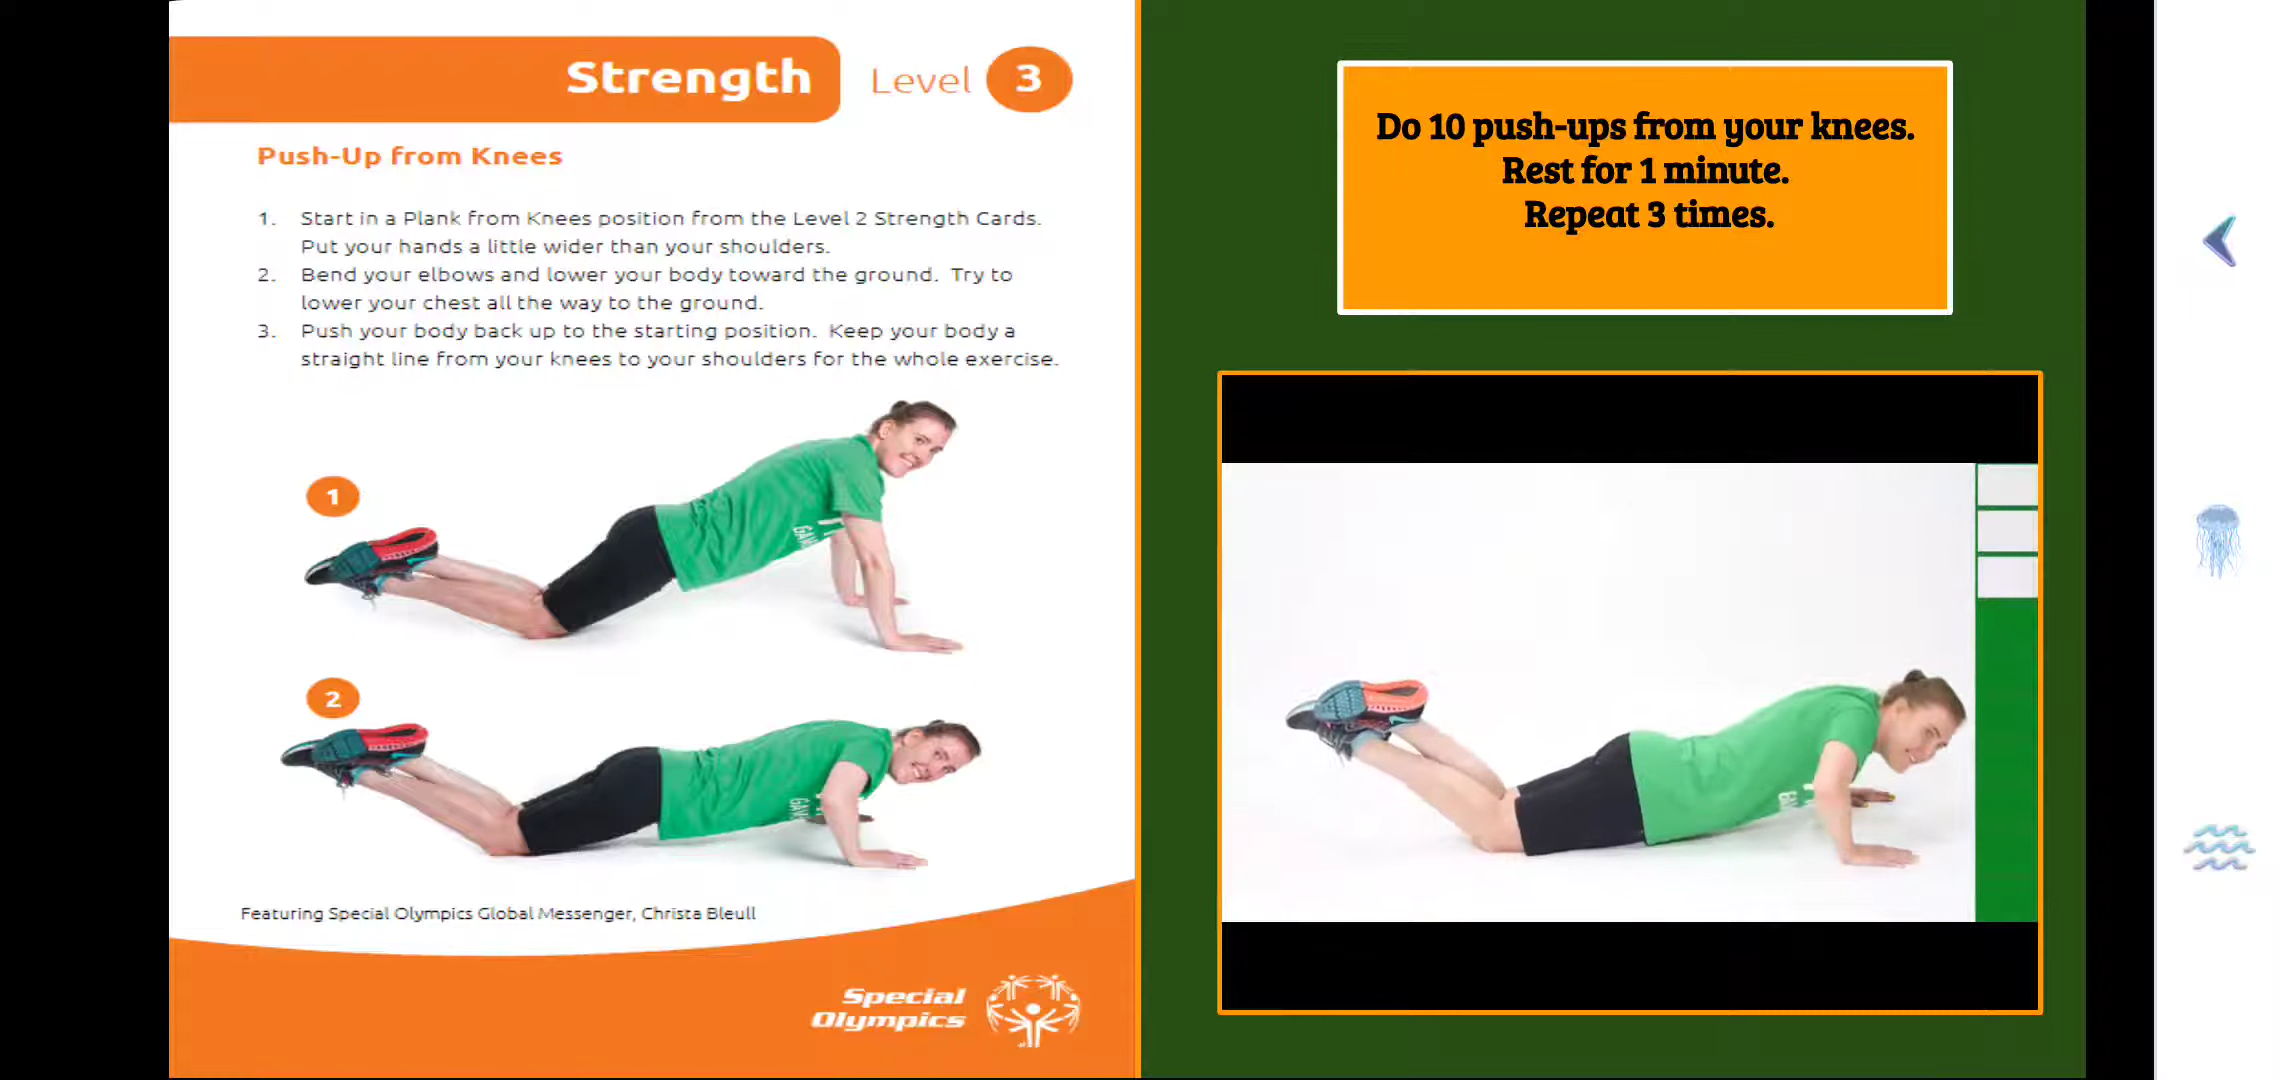 Strength Level 3
Push-Up from Knees
1. Start in a Plank from Knees position from the Level 2 Strength Cards.
Put your hands a little wider than your shoulders.
2. Bend your elbows and lower your body toward the ground. Try to
lower your chest all the way to the ground.
3. Push your body back up to the starting position. Keep your body a
straight line from your knees to your shoulders for the whole exercise.
1
2
Featuring Special Olympics Global Messenger, Christa Bleull
Special
Olympics
Do 10 push-ups from your knees.
Rest for 1 minute.
Repeat 3 times.